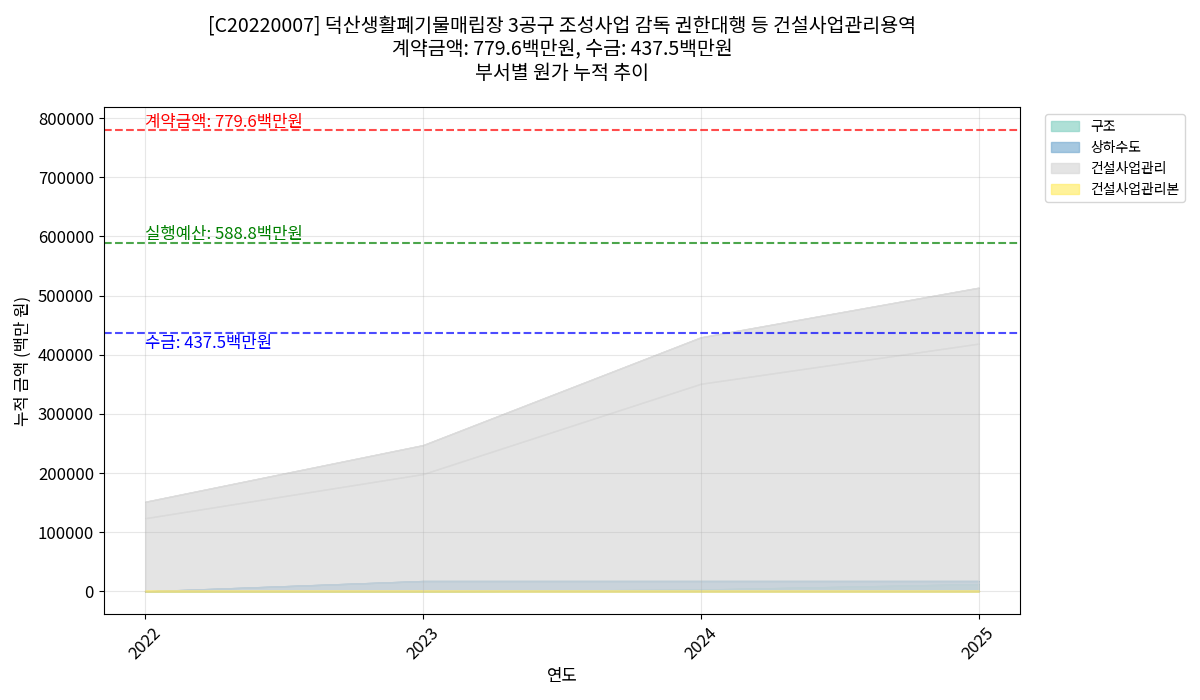 [C20220007] 덕산생활폐기물매립장 3공구 조성사업 감독 권한대행 등 건설사업관리용역
계약금액: 779.6백만원, 수금: 437.5백만원
부서별 원가 누적 추이
800000
700000
600000
500000
400000
300000
200000
100000
0
누적 금액 (백만 원)
계약금액: 779.6백만원
실행예산: 588.8백만원
수금: 437.5백만원
구조
상하수도
건설사업관리
건설사업관리본
2022
2023
2024
2025
연도